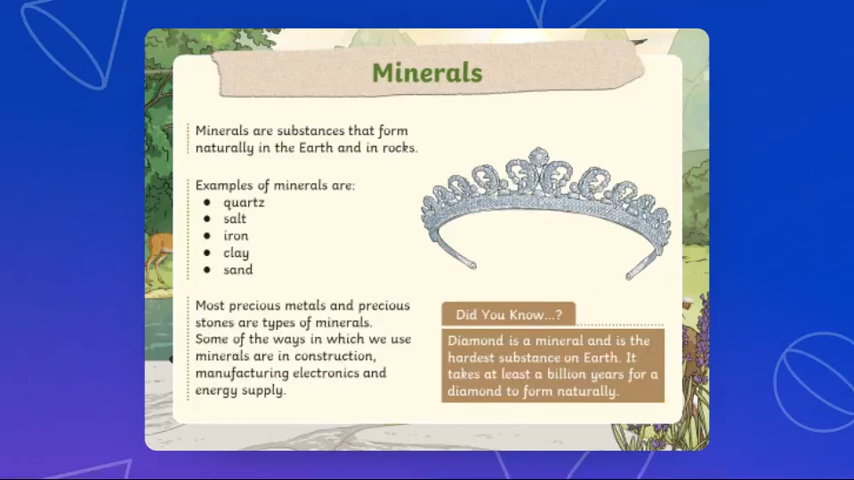 Minerals
Minerals are substances that form
naturally in the Earth and in rocks.
Examples of minerals are:
● quartz
● salt
● iron
● clay
● sand
Most precious metals and precious
stones are types of minerals.
Some of the ways in which we use
minerals are in construction,
manufacturing electronics and
energy supply.
Did You Know...?
Diamond is a mineral and is the
hardest substance on Earth. It
takes at least a billion years for a
diamond to form naturally.